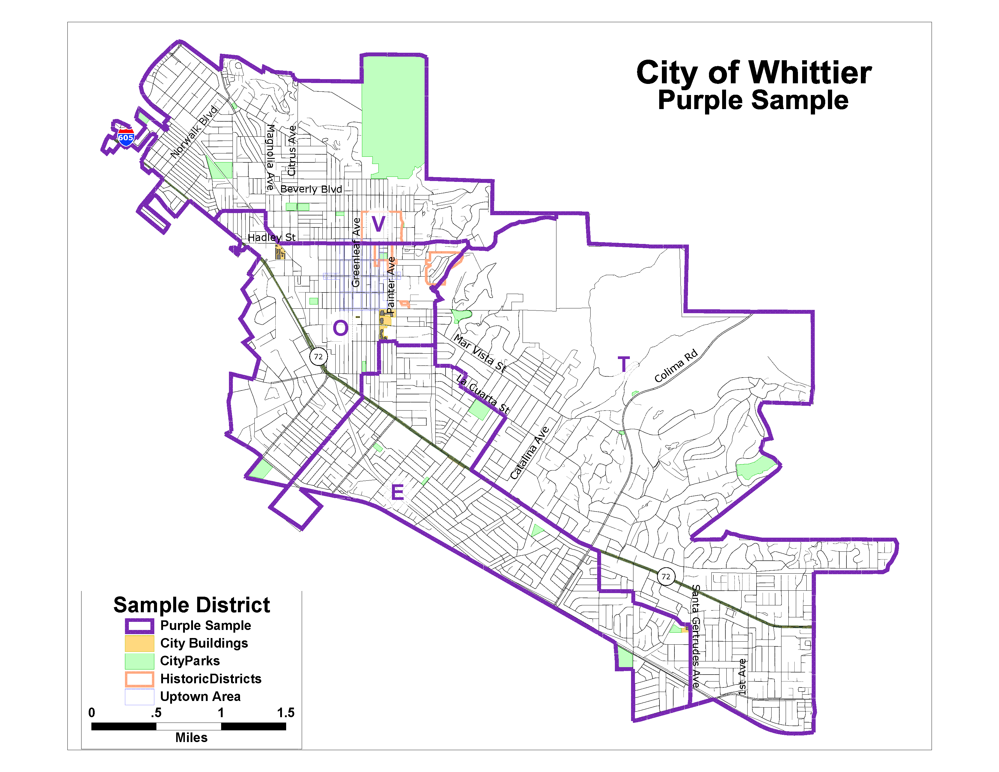 City of Whittier
Purple Sample
Norwalk Blvd
605
Magnolia Ave
Citrus Ave
Beverly Blvd
V
Hadley St
Greenleaf Ave
Painter Ave
O
72
Mar Vista St
La Cuarta St
T
Colima Rd
Catalina Ave
E
72
Santa Gertrudes Ave
1st Ave
Sample District
Purple Sample
City Buildings
CityParks
HistoricDistricts
Uptown Area
0 .5 1 1.5
Miles